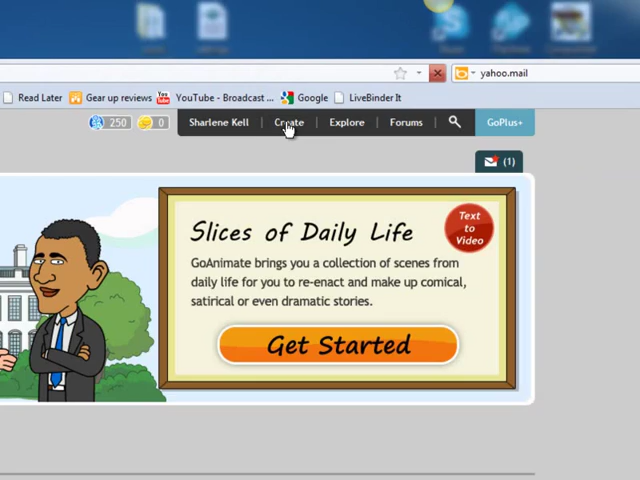 yahoo.mail
Read Later Gear up reviews YouTube - Broadcast ... Google LiveBinder It
250 0 Sharlene Kell | Create | Explore | Forums | GoPlus+
(1)
Slices of Daily Life
Text
to
Video
GoAnimate brings you a collection of scenes from
daily life for you to re-enact and make up comical,
satirical or even dramatic stories.
Get Started